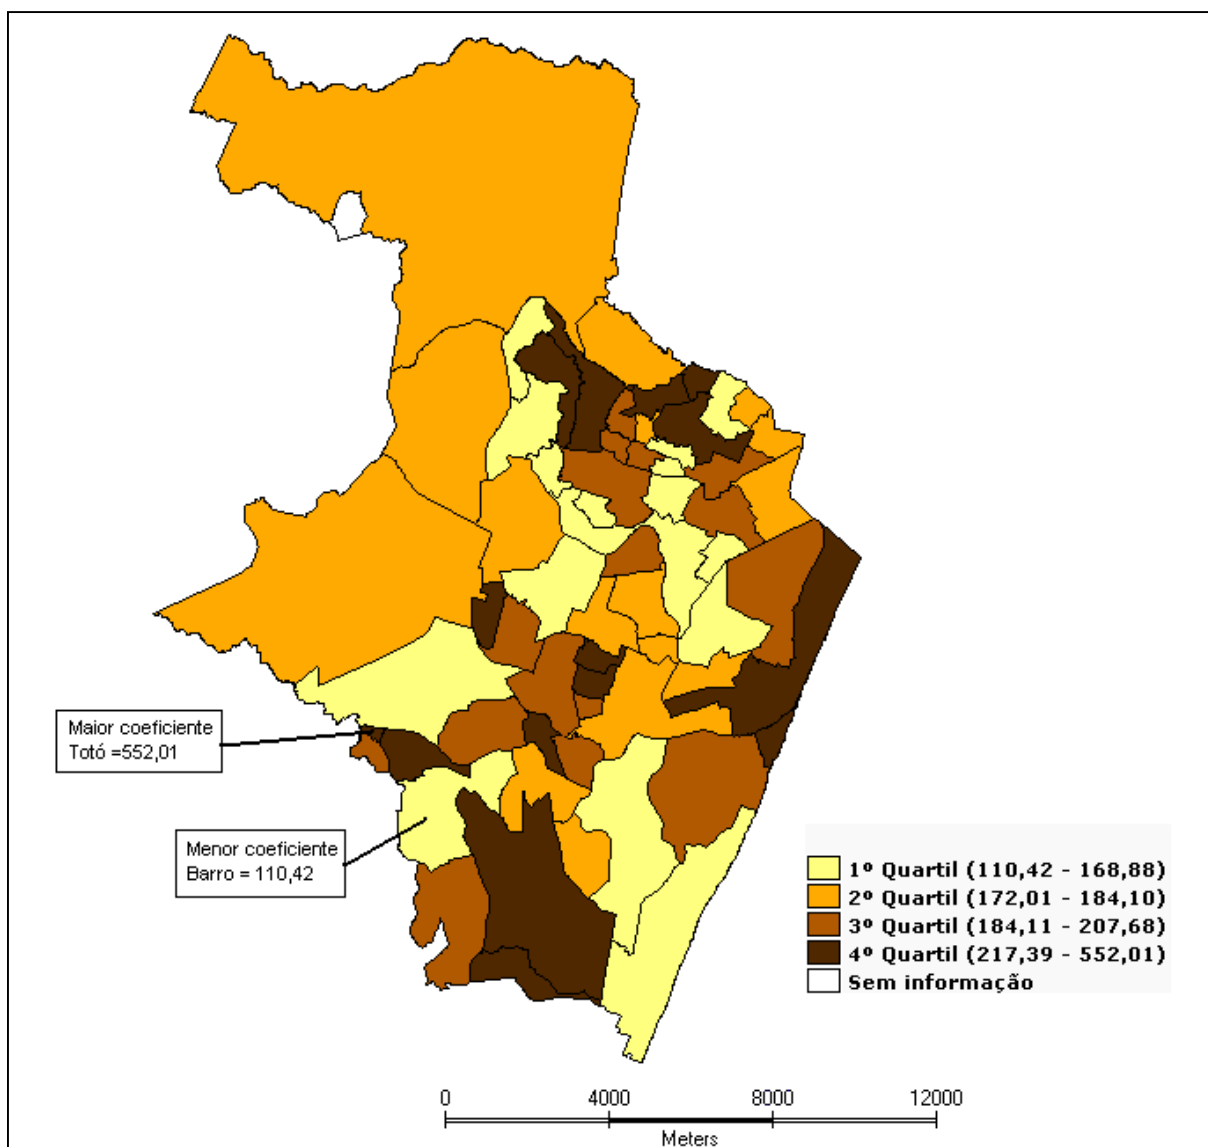 Maior coeficiente
Totó =552,01
Menor coeficiente
Barro = 110,42
1º Quartil (110,42 - 168,88)
2º Quartil (172,01 - 184,10)
3º Quartil (184,11 - 207,68)
4º Quartil (217,39 - 552,01)
Sem informação
0 4000 8000 12000
Meters